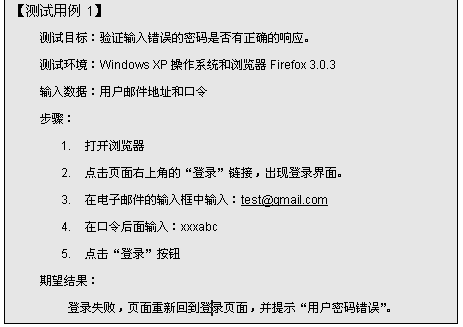 【测试用例 1】
测试目标：验证输入错误的密码是否有正确的响应。
测试环境：Windows XP 操作系统和浏览器 Firefox 3.0.3
输入数据：用户邮件地址和口令
步骤：
1. 打开浏览器
2. 点击页面右上角的“登录”链接，出现登录界面。
3. 在电子邮件的输入框中输入：test@gmail.com
4. 在口令后面输入：xxxabc
5. 点击“登录”按钮
期望结果：
登录失败，页面重新回到登录页面，并提示“用户密码错误”。